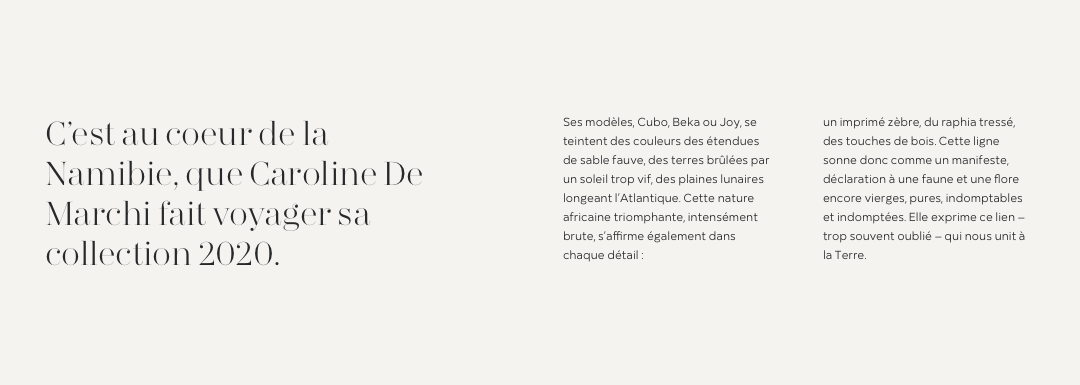 C’est au coeur de la
Namibie, que Caroline De
Marchi fait voyager sa
collection 2020.
Ses modèles, Cubo, Beka ou Joy, se
teintent des couleurs des étendues
de sable fauve, des terres brûlées par
un soleil trop vif, des plaines lunaires
longeant l’Atlantique. Cette nature
africaine triomphante, intensément
brute, s’affirme également dans
chaque détail :
un imprimé zèbre, du raphia tressé,
des touches de bois. Cette ligne
sonne donc comme un manifeste,
déclaration à une faune et une flore
encore vierges, pures, indomptables
et indomptées. Elle exprime ce lien –
trop souvent oublié – qui nous unit à
la Terre.